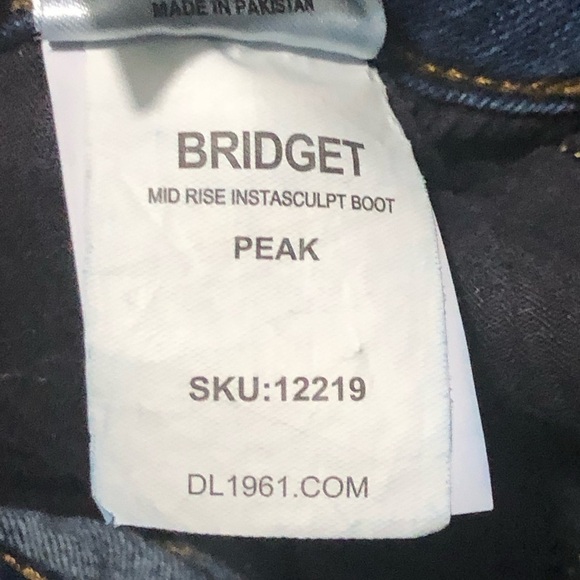 MADE IN PAKISTAN
BRIDGET
MID RISE INSTASCULPT BOOT
PEAK
SKU:12219
DL1961.COM